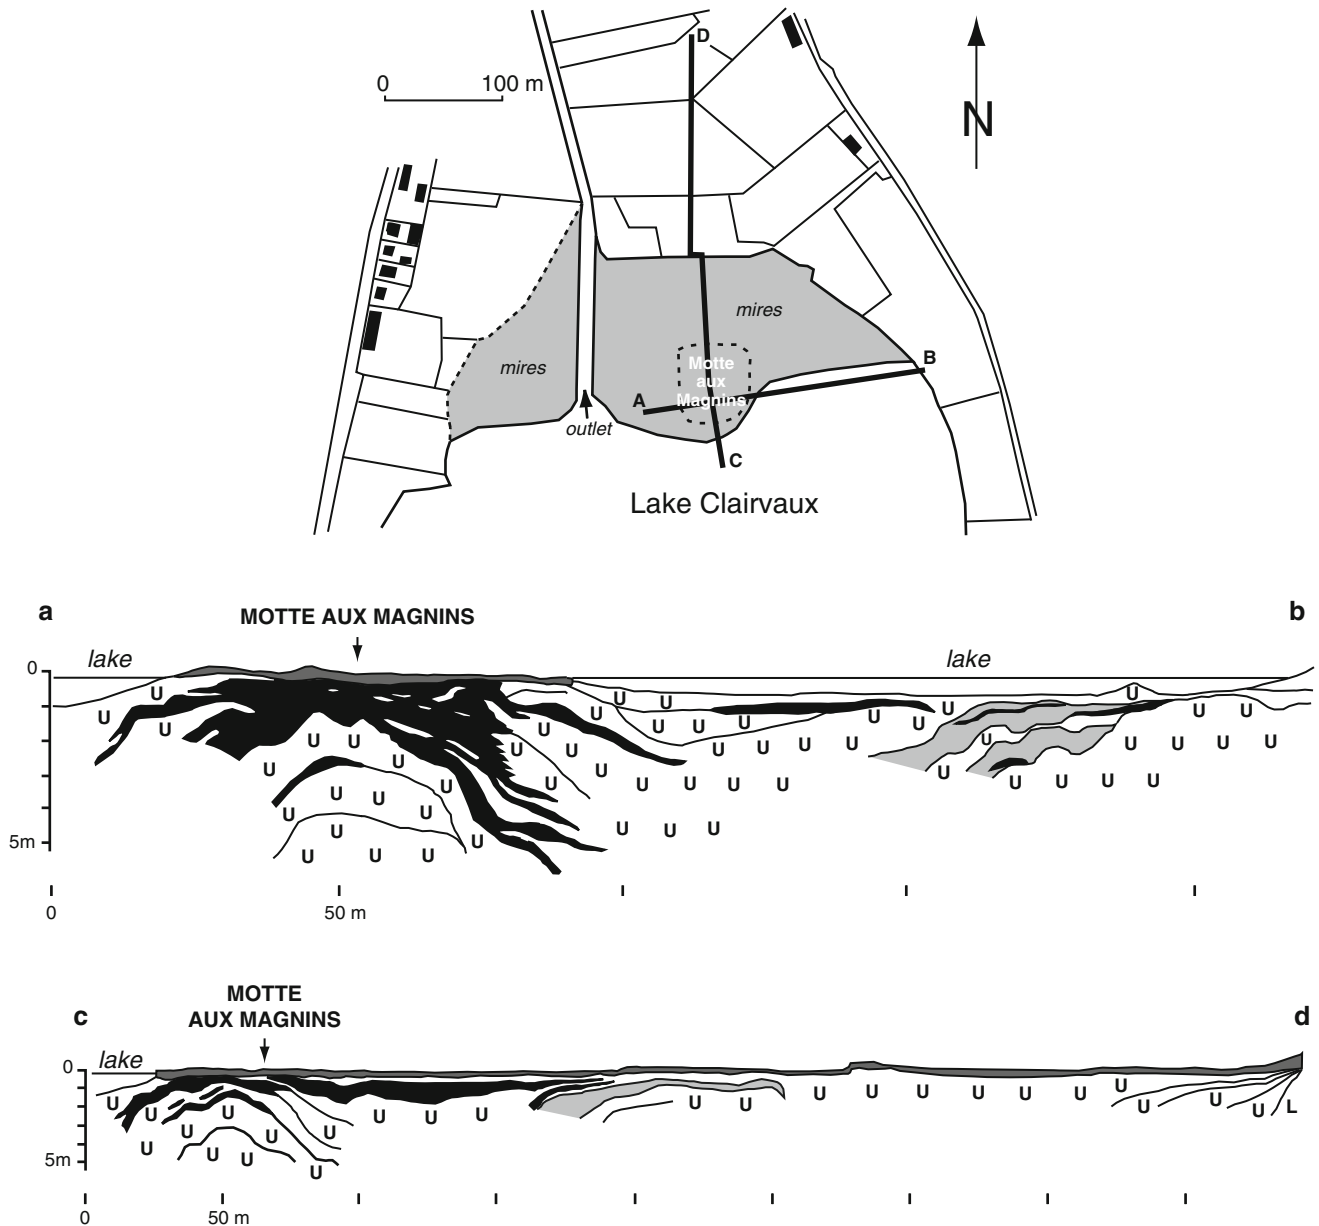 D
0 100 m
N
mires
mires
Motte
aux
Magnins
B
A
outlet
C
Lake Clairvaux
a b
MOTTE AUX MAGNINS
lake lake
0
U U U U
U U U U U U U
U U U U U U U U U U U U U U
U U U U U U U U U U U U
U U U U U U
U U U U U
5m
U U U
0 50 m
MOTTE
AUX MAGNINS
c d
lake
0
U U U U U U U
U U U U U U L
U U U U U
U U U U
U U U
5m
U
0 50 m